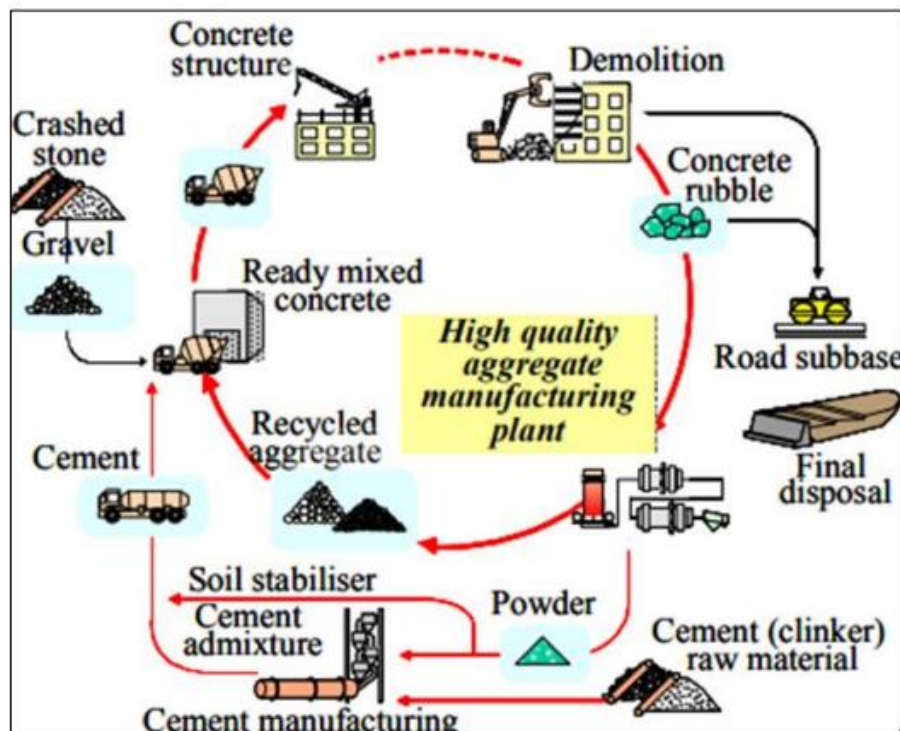 Concrete
structure
Demolition
Crashed
stone
Concrete
rubble
Gravel
Ready mixed
concrete
High quality
aggregate
manufacturing
plant
Road subbase
Recycled
aggregate
Cement
Final
disposal
Soil stabiliser
Cement
admixture
Powder
Cement (clinker)
raw material
Cement manufacturing